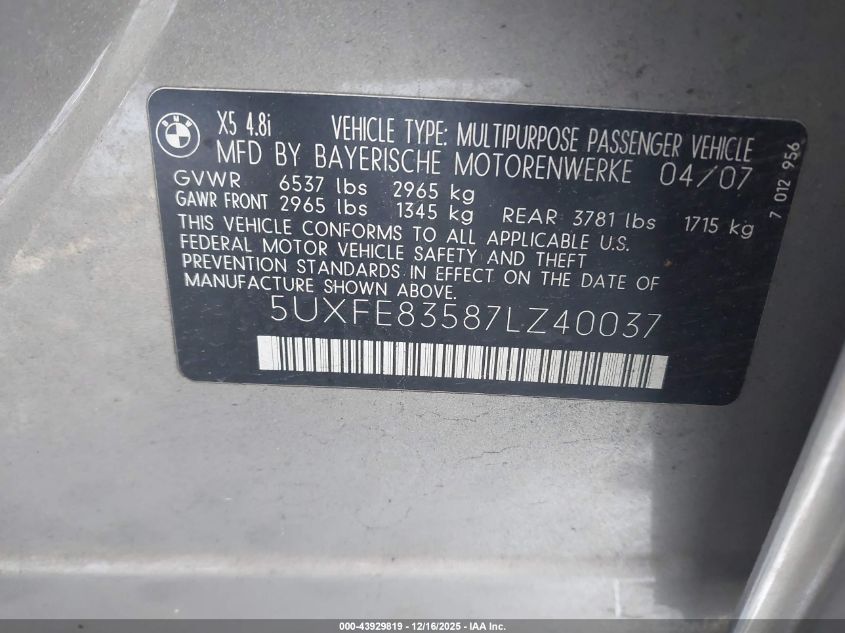 BMW
X5 4.8i VEHICLE TYPE: MULTIPURPOSE PASSENGER VEHICLE
MFD BY BAYERISCHE MOTORENWERKE 04/07
GVWR 6537 lbs 2965 kg
GAWR FRONT 2965 lbs 1345 kg REAR 3781 lbs 1715 kg
THIS VEHICLE CONFORMS TO ALL APPLICABLE U.S.
FEDERAL MOTOR VEHICLE SAFETY AND THEFT
PREVENTION STANDARDS IN EFFECT ON THE DATE OF
MANUFACTURE SHOWN ABOVE.
5UXFE83587LZ40037
7 012 956
000-43929819 - 12/16/2025 - IAA Inc.